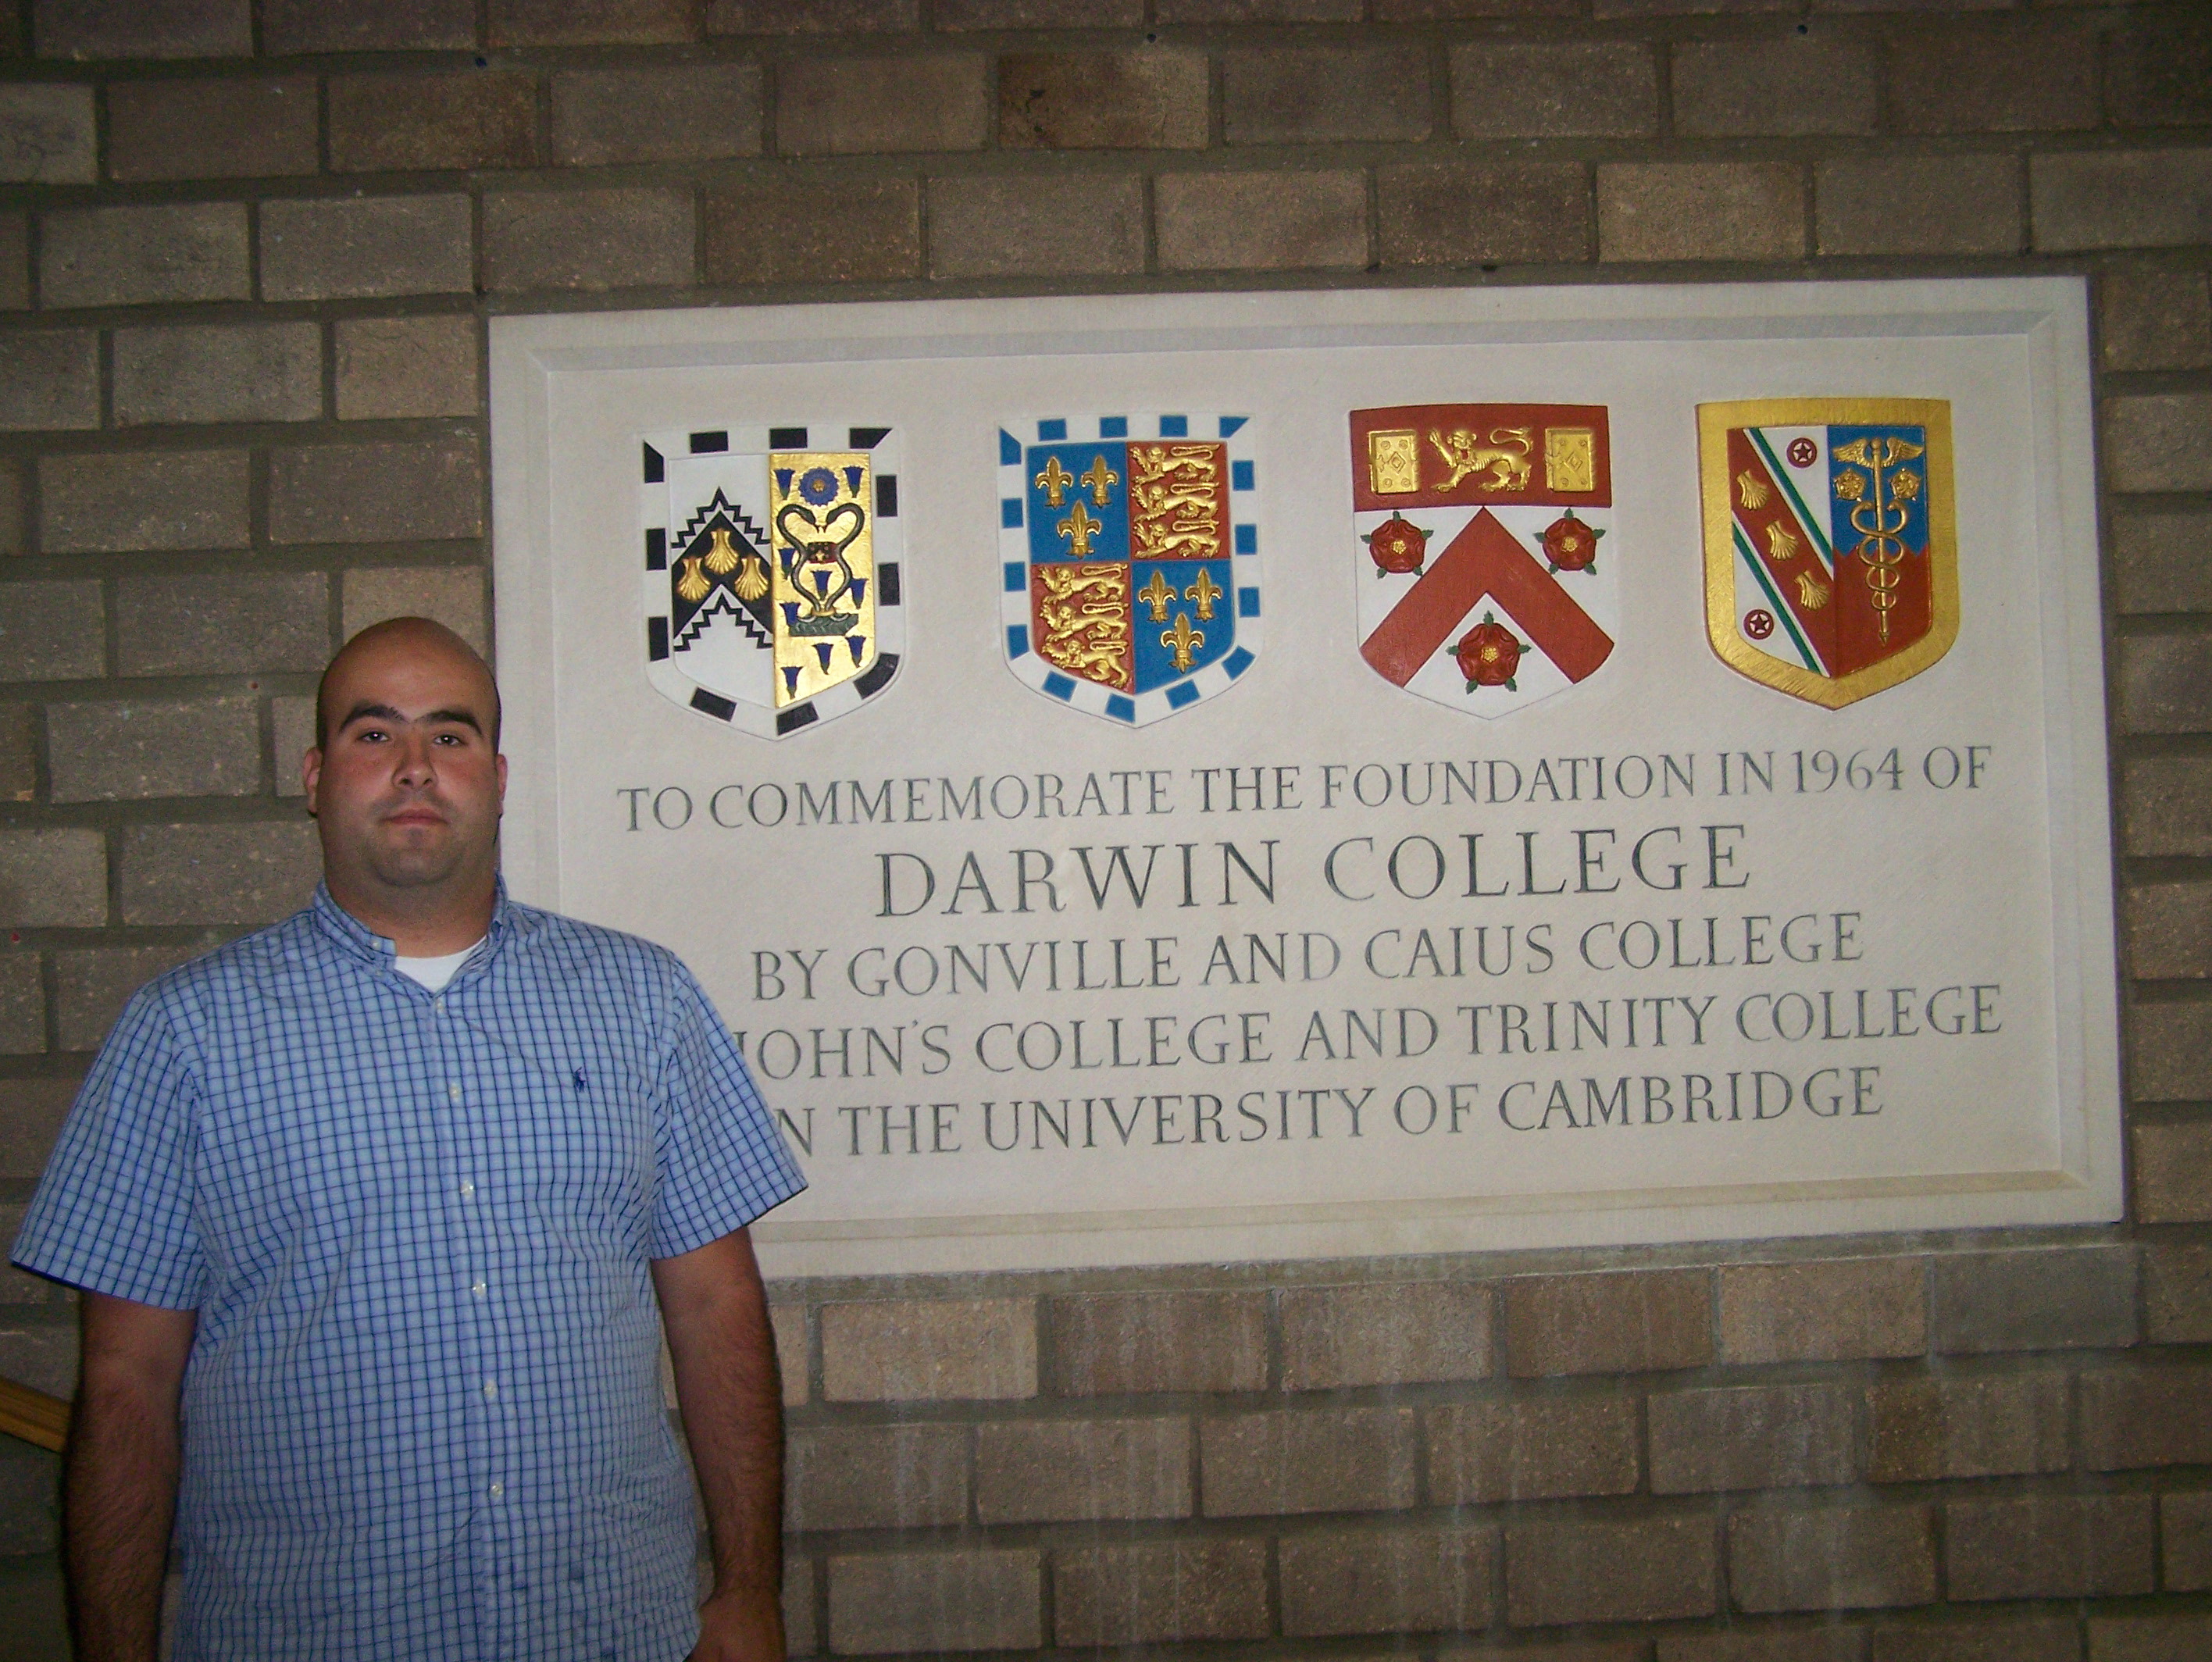 TO COMMEMORATE THE FOUNDATION IN 1964 OF
DARWIN COLLEGE
BY GONVILLE AND CAIUS COLLEGE
JOHN'S COLLEGE AND TRINITY COLLEGE
THE UNIVERSITY OF CAMBRIDGE